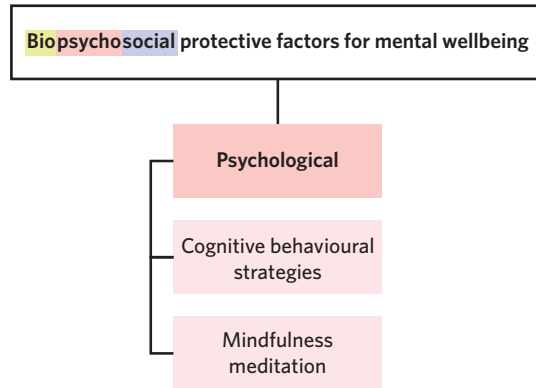 Biopsychosocial protective factors for mental wellbeing
Psychological
Cognitive behavioural
strategies
Mindfulness
meditation